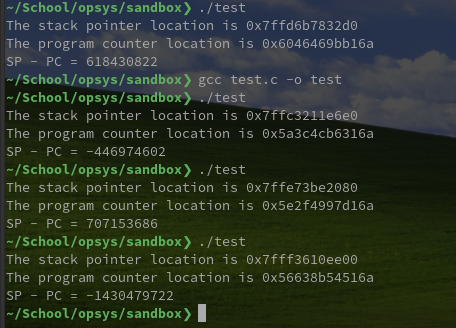 ~/School/opsys/sandbox❯ ./test
The stack pointer location is 0x7ffd6b7832d0
The program counter location is 0x6046469bb16a
SP - PC = 618430822
~/School/opsys/sandbox❯ gcc test.c -o test
~/School/opsys/sandbox❯ ./test
The stack pointer location is 0x7ffc3211e6e0
The program counter location is 0x5a3c4cb6316a
SP - PC = -446974602
~/School/opsys/sandbox❯ ./test
The stack pointer location is 0x7ffe73be2080
The program counter location is 0x5e2f4997d16a
SP - PC = 707153686
~/School/opsys/sandbox❯ ./test
The stack pointer location is 0x7fff3610ee00
The program counter location is 0x56638b54516a
SP - PC = -1430479722
~/School/opsys/sandbox❯